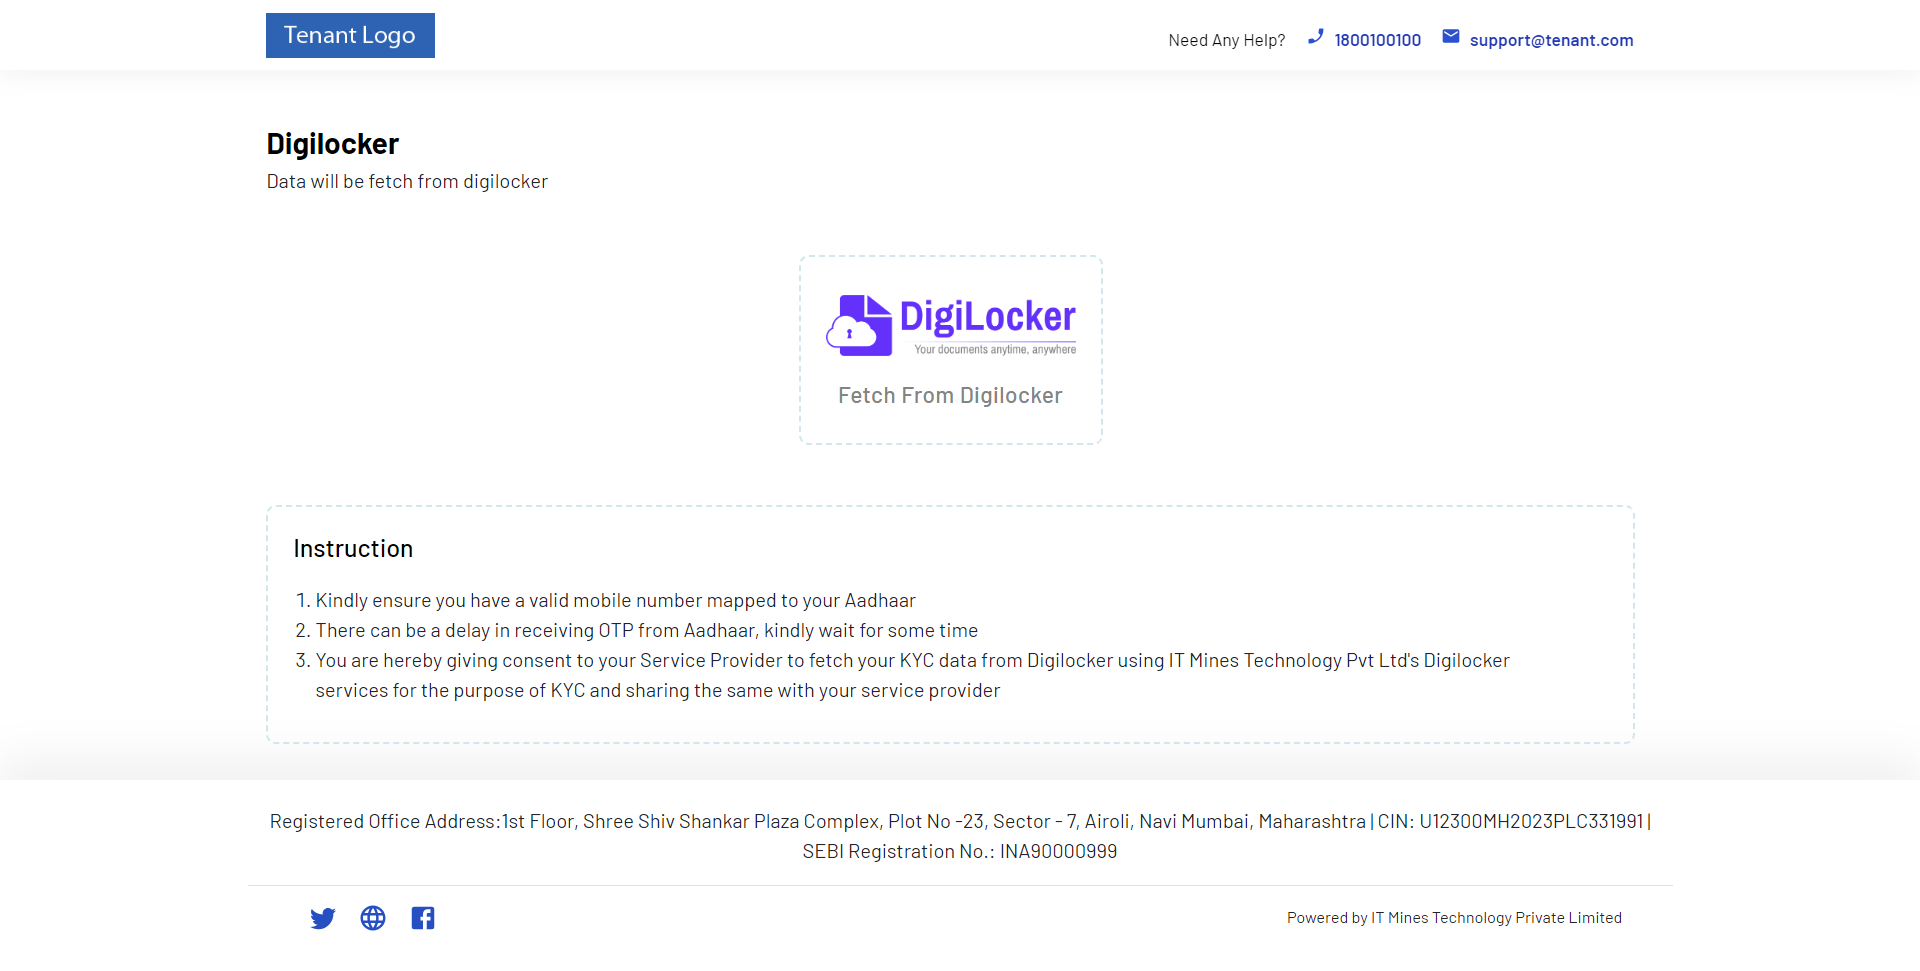 Tenant Logo
Need Any Help? 1800100100 support@tenant.com
Digilocker
Data will be fetch from digilocker
DigiLocker
Your documents anytime, anywhere
Fetch From Digilocker
Instruction
1. Kindly ensure you have a valid mobile number mapped to your Aadhaar
2. There can be a delay in receiving OTP from Aadhaar, kindly wait for some time
3. You are hereby giving consent to your Service Provider to fetch your KYC data from Digilocker using IT Mines Technology Pvt Ltd's Digilocker
services for the purpose of KYC and sharing the same with your service provider
Registered Office Address:1st Floor, Shree Shiv Shankar Plaza Complex, Plot No -23, Sector - 7, Airoli, Navi Mumbai, Maharashtra | CIN: U12300MH2023PLC331991 |
SEBI Registration No.: INA90000999
Powered by IT Mines Technology Private Limited